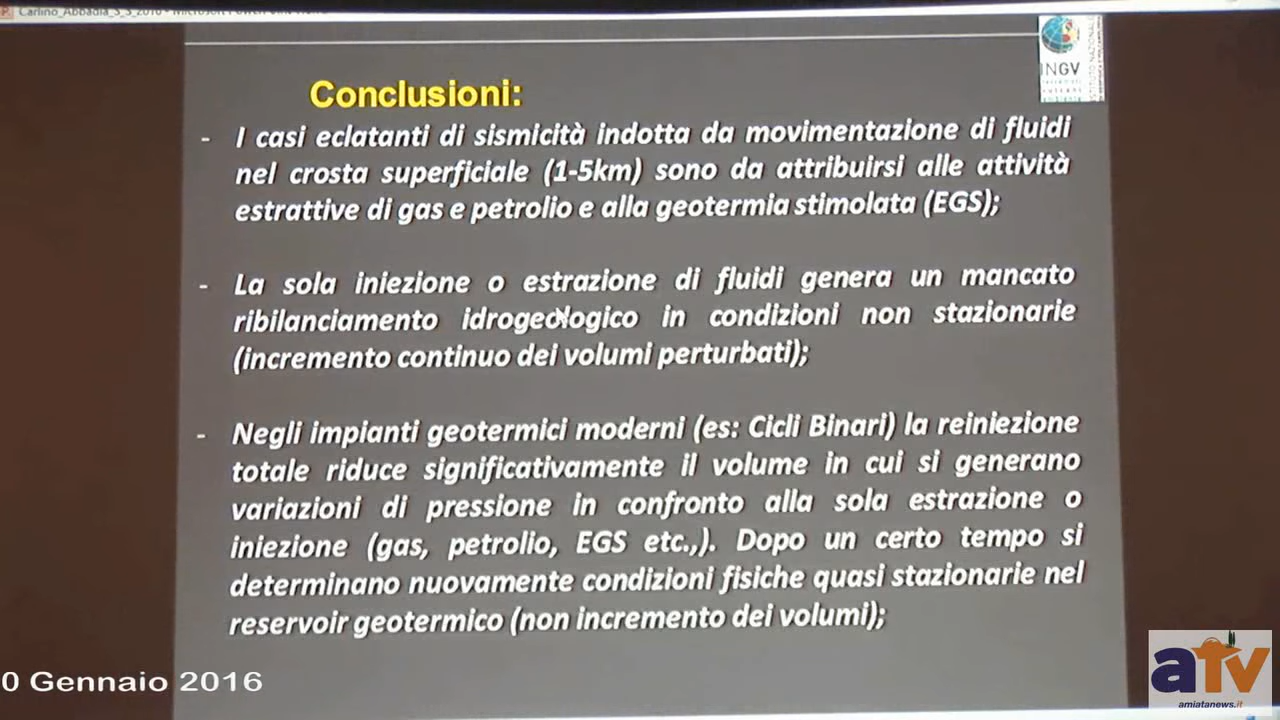 Carlino_Abbadia_3_3_2016 - Microsoft Power
INGV
Conclusioni:
- I casi eclatanti di sismicità indotta da movimentazione di fluidi
nel crosta superficiale (1-5km) sono da attribuirsi alle attività
estrattive di gas e petrolio e alla geotermia stimolata (EGS);
- La sola iniezione o estrazione di fluidi genera un mancato
ribilanciamento idrogeologico in condizioni non stazionarie
(incremento continuo dei volumi perturbati);
- Negli impianti geotermici moderni (es: Cicli Binari) la reiniezione
totale riduce significativamente il volume in cui si generano
variazioni di pressione in confronto alla sola estrazione o
iniezione (gas, petrolio, EGS etc.,). Dopo un certo tempo si
determinano nuovamente condizioni fisiche quasi stazionarie nel
reservoir geotermico (non incremento dei volumi);
0 Gennaio 2016
aTv
amiatanews.it